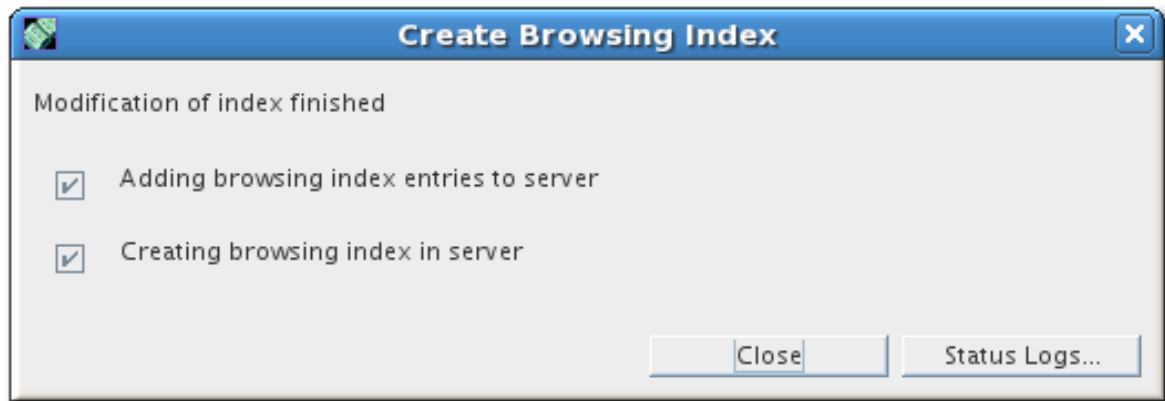 Create Browsing Index
Modification of index finished
Adding browsing index entries to server
Creating browsing index in server
Close
Status Logs...